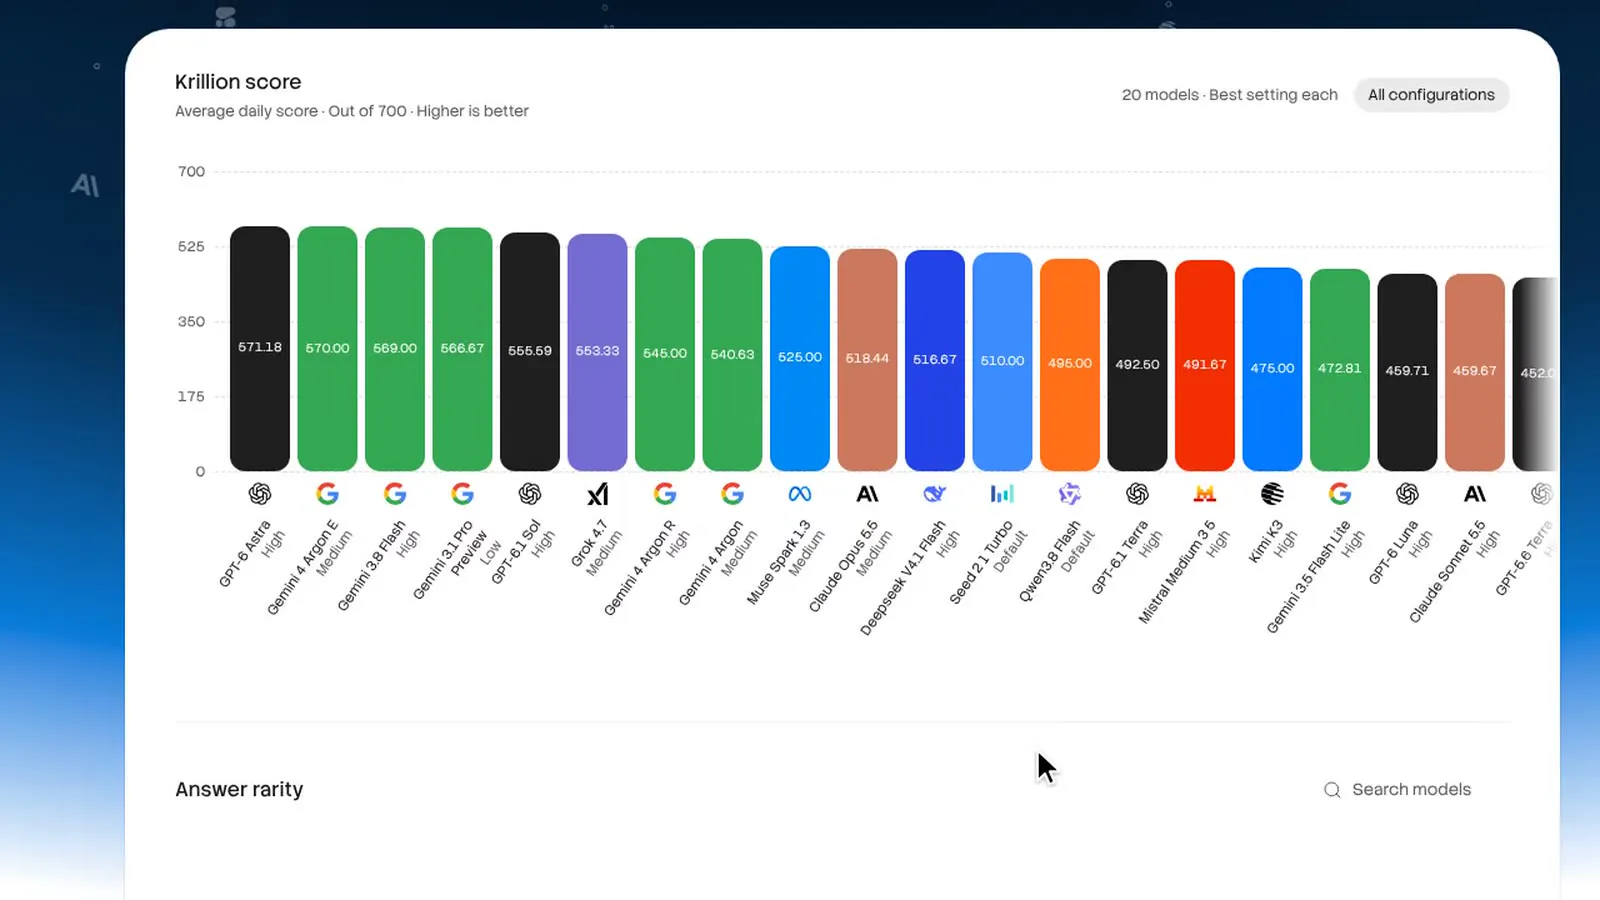 Krillion score
Average daily score · Out of 700 · Higher is better
20 models · Best setting each
All configurations
700
525
350
175
0
571.18
570.00
569.00
566.67
555.59
553.33
545.00
540.63
525.00
518.44
516.67
510.00
495.00
492.50
491.67
475.00
472.81
459.71
459.67
452.0
GPT-6 Astra
High
Gemini 4 Argon E
Medium
Gemini 3.8 Flash
High
Gemini 3.1 Pro
Preview
Low
GPT-6.1 Sol
High
Grok 4.7
Medium
Gemini 4 Argon R
High
Gemini 4 Argon
Medium
Muse Spark 1.3
Medium
Claude Opus 5.5
Medium
Deepseek V4.1 Flash
High
Seed 2.1 Turbo
Default
Qwen3.8 Flash
Default
GPT-6.1 Terra
High
Mistral Medium 3.5
High
Kimi K3
High
Gemini 3.5 Flash Lite
High
GPT-6 Luna
High
Claude Sonnet 5.5
High
GPT-5.6 Terra
Answer rarity
Search models